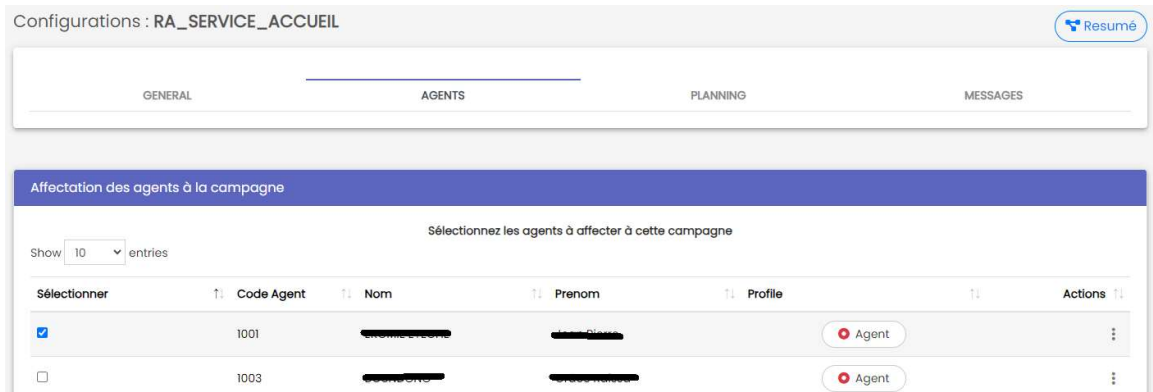 Configurations : RA_SERVICE_ACCUEIL
Resumé
GENERAL AGENTS PLANNING MESSAGES
Affectation des agents à la campagne
Sélectionnez les agents à affecter à cette campagne
Show 10 entries
Sélectionner Code Agent Nom Prenom Profile Actions
1001 Agent
1003 Agent